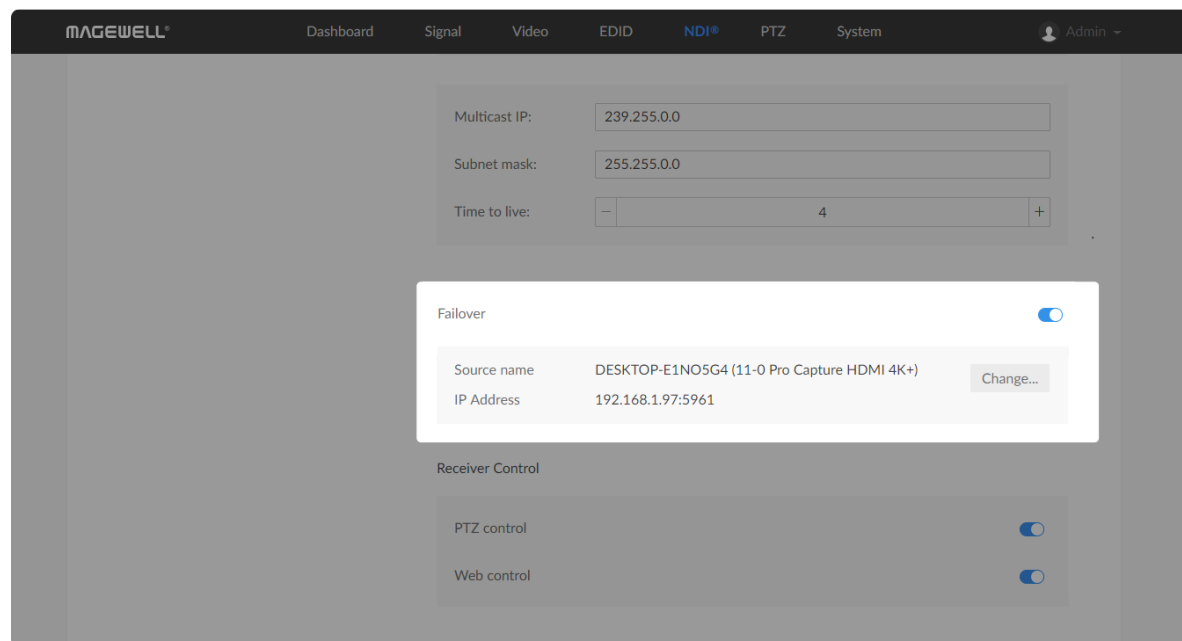 MAGEWELL® Dashboard Signal Video EDID NDI® PTZ System Admin
Multicast IP: 239.255.0.0
Subnet mask: 255.255.0.0
Time to live: − 4 +
Failover
Source name DESKTOP-E1NO5G4 (11-0 Pro Capture HDMI 4K+)
Change...
IP Address 192.168.1.97:5961
Receiver Control
PTZ control
Web control